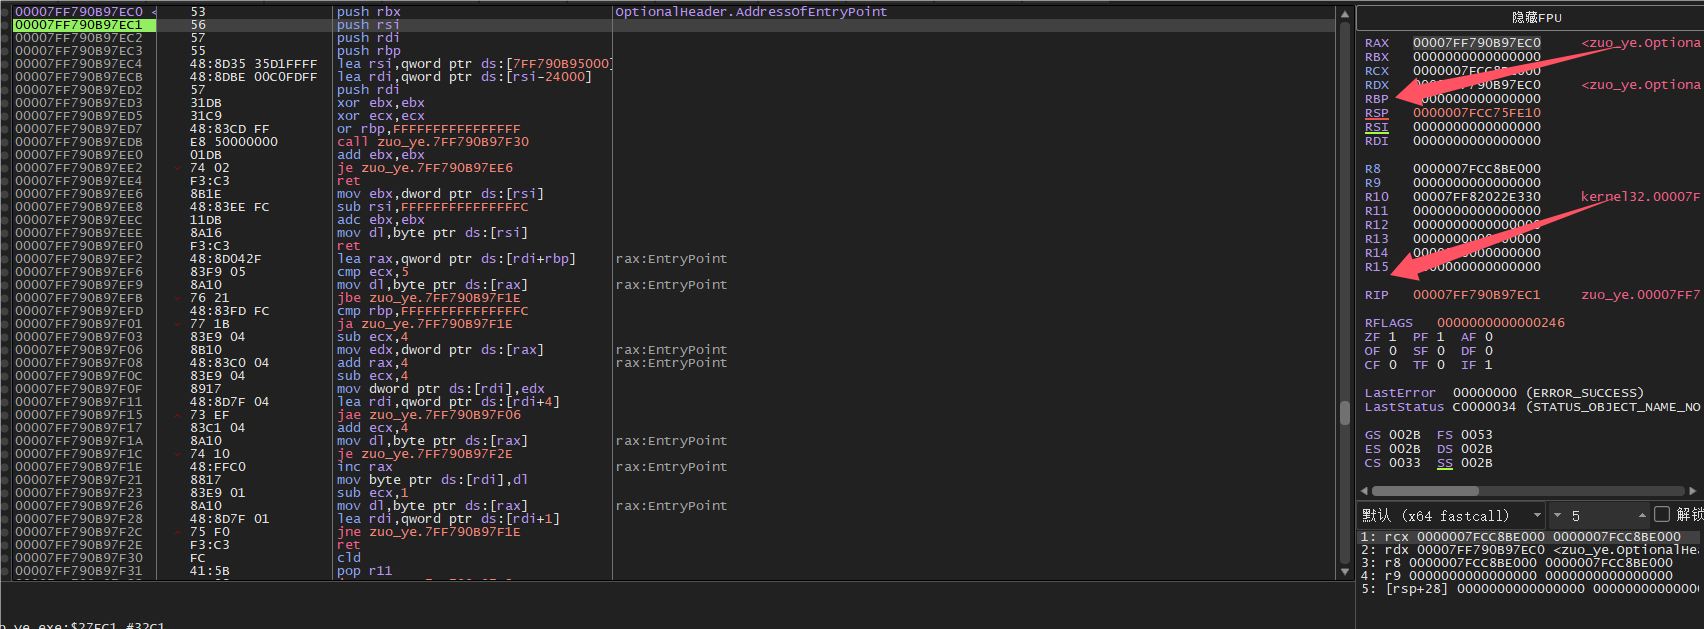 00007FF790B97EC0 < 53 push rbx OptionalHeader.AddressOfEntryPoint
00007FF790B97EC1 56 push rsi
00007FF790B97EC2 57 push rdi
00007FF790B97EC3 55 push rbp
00007FF790B97EC4 48:8D35 35D1FFFF lea rsi,qword ptr ds:[7FF790B95000]
00007FF790B97ECB 48:8DBE 00C0FDFF lea rdi,qword ptr ds:[rsi-24000]
00007FF790B97ED2 57 push rdi
00007FF790B97ED3 31DB xor ebx,ebx
00007FF790B97ED5 31C9 xor ecx,ecx
00007FF790B97ED7 48:83CD FF or rbp,FFFFFFFFFFFFFFFF
00007FF790B97EDB E8 50000000 call zuo_ye.7FF790B97F30
00007FF790B97EE0 01DB add ebx,ebx
00007FF790B97EE2 74 02 je zuo_ye.7FF790B97EE6
00007FF790B97EE4 F3:C3 ret
00007FF790B97EE6 8B1E mov ebx,dword ptr ds:[rsi]
00007FF790B97EE8 48:83EE FC sub rsi,FFFFFFFFFFFFFFFC
00007FF790B97EEC 11DB adc ebx,ebx
00007FF790B97EEE 8A16 mov dl,byte ptr ds:[rsi]
00007FF790B97EF0 F3:C3 ret
00007FF790B97EF2 48:8D042F lea rax,qword ptr ds:[rdi+rbp] rax:EntryPoint
00007FF790B97EF6 83F9 05 cmp ecx,5
00007FF790B97EF9 8A10 mov dl,byte ptr ds:[rax] rax:EntryPoint
00007FF790B97EFB 76 21 jbe zuo_ye.7FF790B97F1E
00007FF790B97EFD 48:83FD FC cmp rbp,FFFFFFFFFFFFFFFC
00007FF790B97F01 77 1B ja zuo_ye.7FF790B97F1E
00007FF790B97F03 83E9 04 sub ecx,4
00007FF790B97F06 8B10 mov edx,dword ptr ds:[rax] rax:EntryPoint
00007FF790B97F08 48:83C0 04 add rax,4 rax:EntryPoint
00007FF790B97F0C 83E9 04 sub ecx,4
00007FF790B97F0F 8917 mov dword ptr ds:[rdi],edx
00007FF790B97F11 48:8D7F 04 lea rdi,qword ptr ds:[rdi+4]
00007FF790B97F15 73 EF jae zuo_ye.7FF790B97F06
00007FF790B97F17 83C1 04 add ecx,4
00007FF790B97F1A 8A10 mov dl,byte ptr ds:[rax] rax:EntryPoint
00007FF790B97F1C 74 10 je zuo_ye.7FF790B97F2E
00007FF790B97F1E 48:FFC0 inc rax rax:EntryPoint
00007FF790B97F21 8817 mov byte ptr ds:[rdi],dl
00007FF790B97F23 83E9 01 sub ecx,1
00007FF790B97F26 8A10 mov dl,byte ptr ds:[rax] rax:EntryPoint
00007FF790B97F28 48:8D7F 01 lea rdi,qword ptr ds:[rdi+1]
00007FF790B97F2C 75 F0 jne zuo_ye.7FF790B97F1E
00007FF790B97F2E F3:C3 ret
00007FF790B97F30 FC cld
00007FF790B97F31 41:5B pop r11
隐藏FPU
RAX 00007FF790B97EC0 <zuo_ye.Optiona
RBX 0000000000000000
RCX 0000007FCC8BE000
RDX 7FF790B97EC0 <zuo_ye.Optiona
RBP 0000000000000000
RSP 0000007FCC75FE10
RSI 0000000000000000
RDI 0000000000000000
R8 0000007FCC8BE000
R9 0000000000000000
R10 00007FF82022E330 kernel32.00007F
R11 0000000000000000
R12 0000000000000000
R13 0000000000000000
R14 0000000000000000
R15 0000000000000000
RIP 00007FF790B97EC1 zuo_ye.00007FF7
RFLAGS 0000000000000246
ZF 1 PF 1 AF 0
OF 0 SF 0 DF 0
CF 0 TF 0 IF 1
LastError 00000000 (ERROR_SUCCESS)
LastStatus C0000034 (STATUS_OBJECT_NAME_NO
GS 002B FS 0053
ES 002B DS 002B
CS 0033 SS 002B
默认 (x64 fastcall) 5 解锁
1: rcx 0000007FCC8BE000 0000007FCC8BE000
2: rdx 00007FF790B97EC0 <zuo_ye.OptionalHea
3: r8 0000007FCC8BE000 0000007FCC8BE000
4: r9 0000000000000000 0000000000000000
5: [rsp+28] 0000000000000000 000000000000
o_ye.exe:$27EC1 #32C1